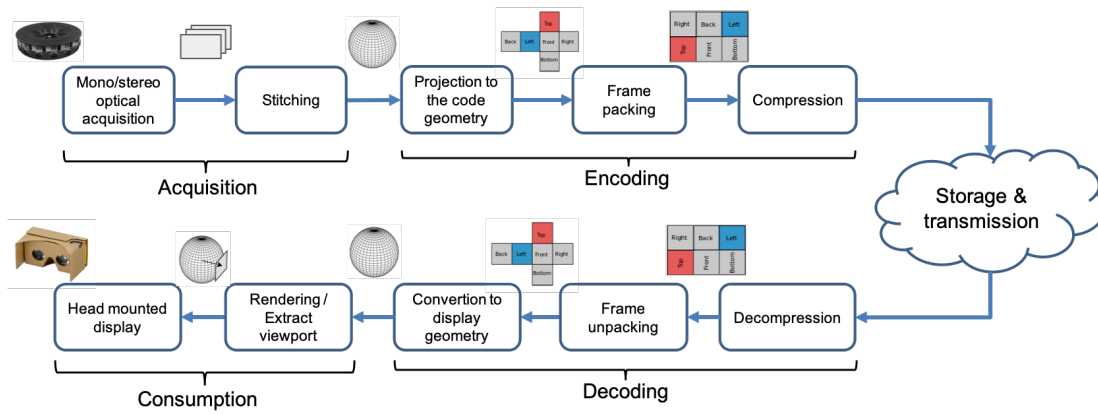 Top
Back Left Front Right
Bottom
Right Back Left
Top Front Bottom
Mono/stereo
optical
acquisition
Stitching
Projection to
the code
geometry
Frame
packing
Compression
Acquisition
Encoding
Storage &
transmission
Top
Back Left Front Right
Bottom
Right Back Left
Top Front Bottom
Head mounted
display
Rendering /
Extract
viewport
Convertion to
display
geometry
Frame
unpacking
Decompression
Consumption
Decoding